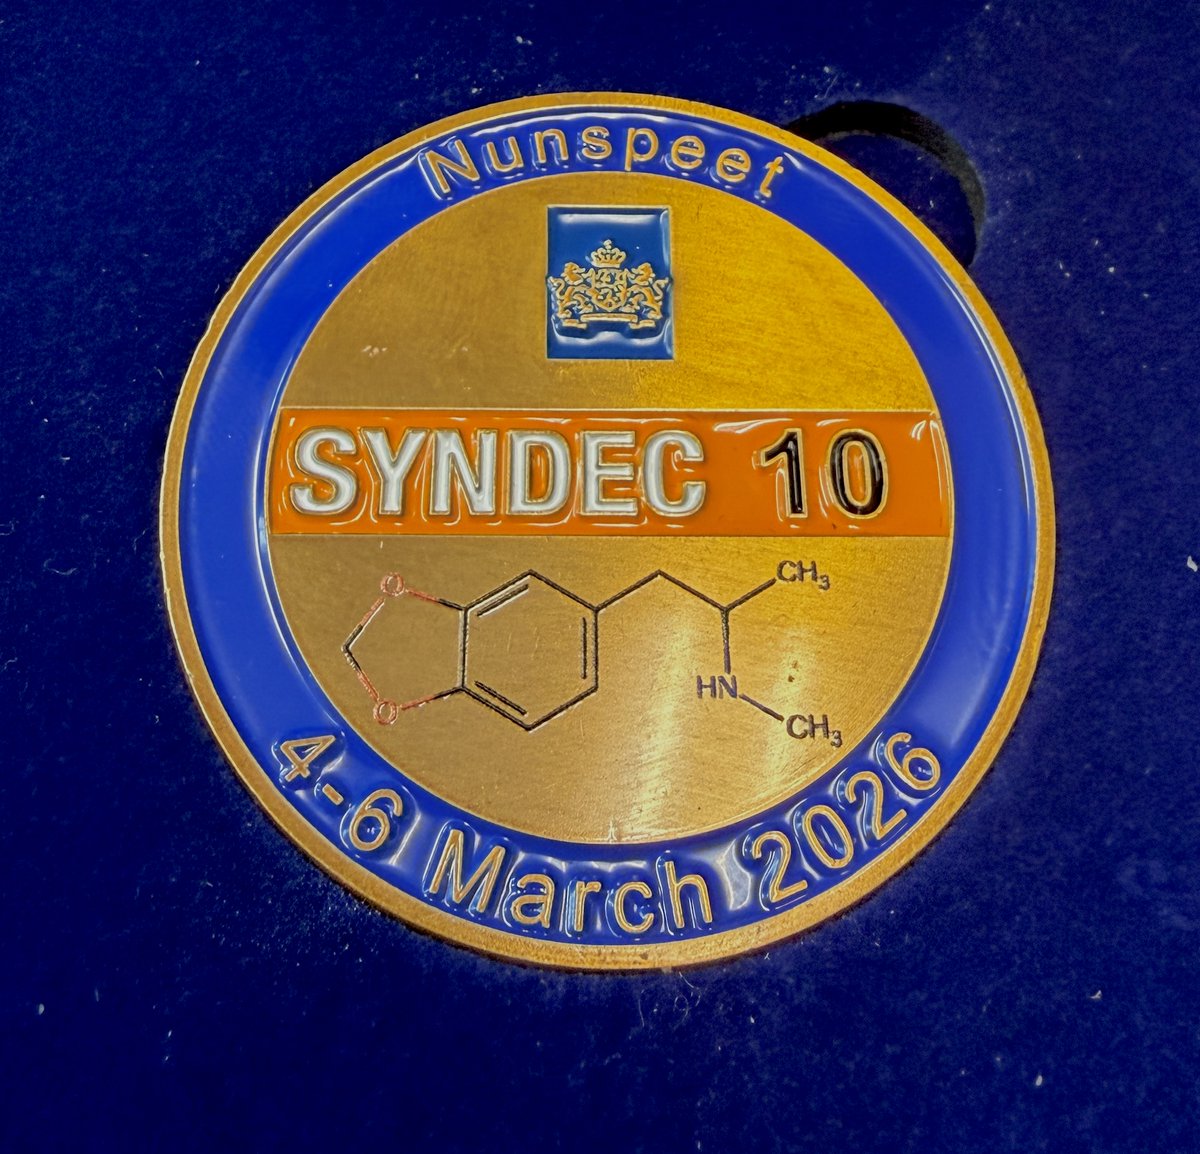 Nunspeet
SYNDEC 10
O
CH3
HN
O
CH3
4-6 March 2026